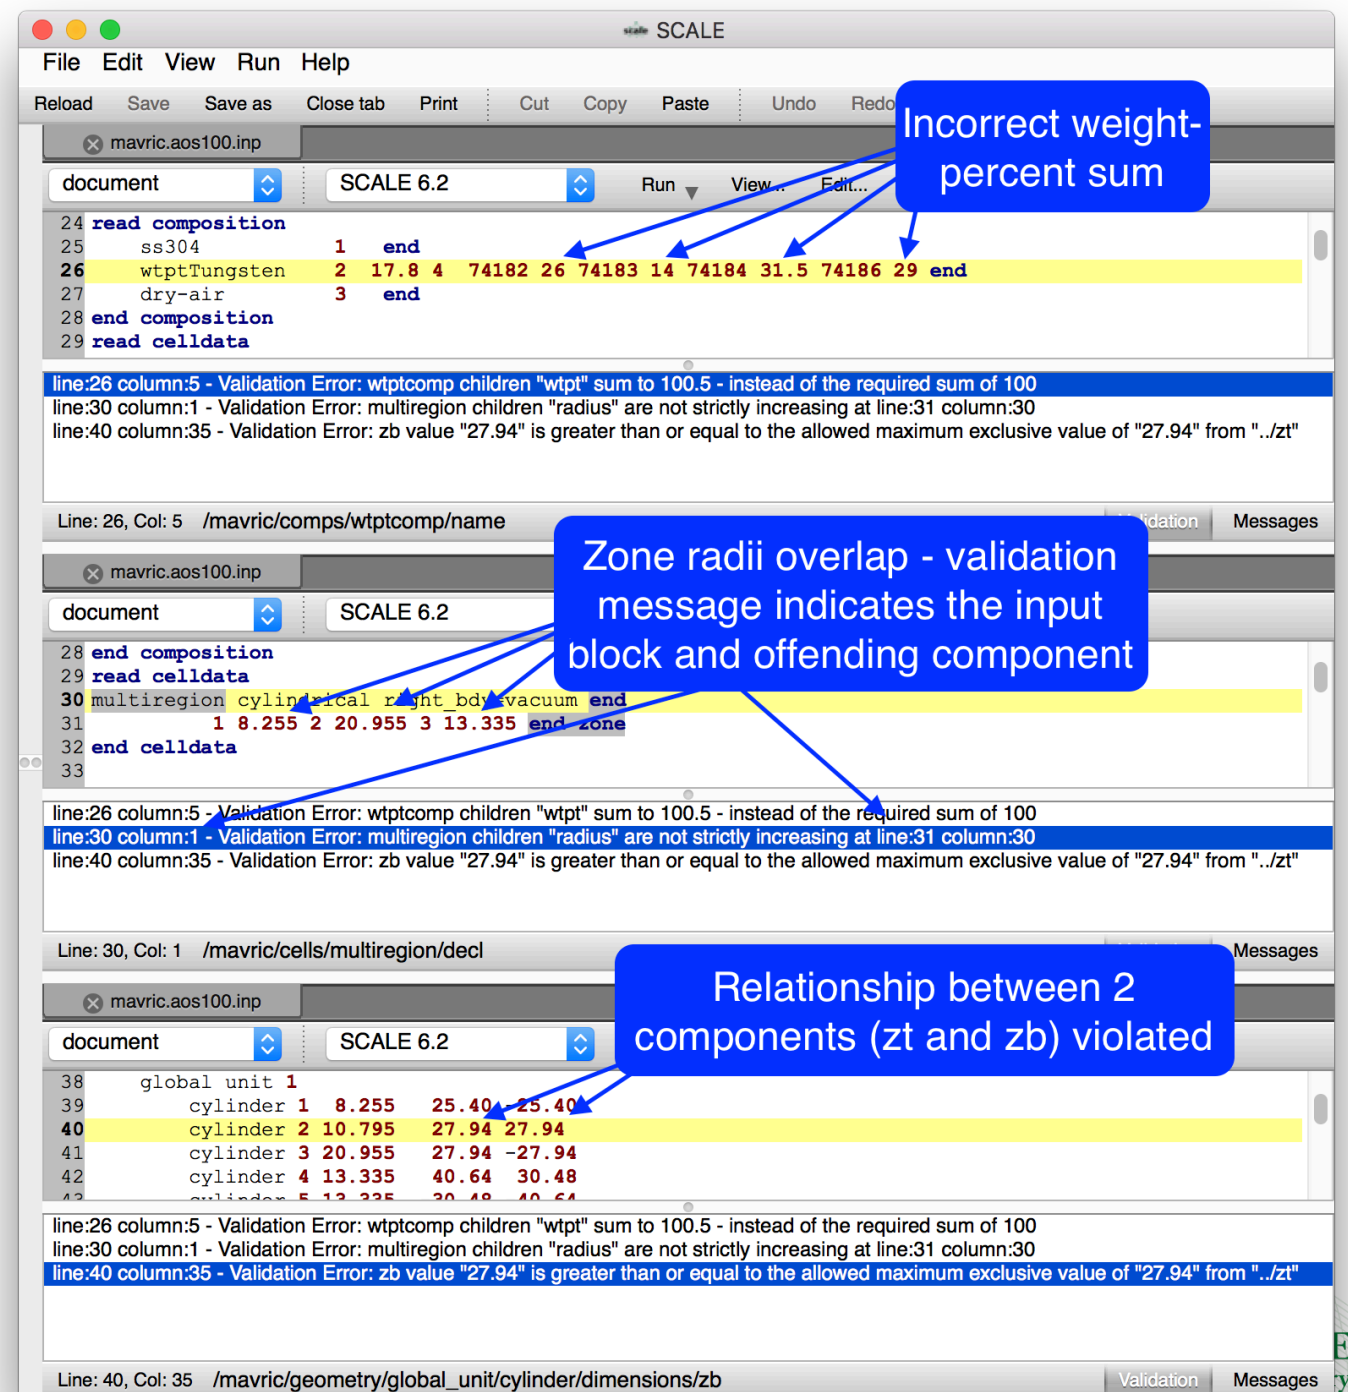 SCALE
File Edit View Run Help
Reload Save Save as Close tab Print Cut Copy Paste Undo Redo
Incorrect weight-
percent sum
mavric.aos100.inp
document SCALE 6.2 Run View... Edit...
24 read composition
25 ss304 1 end
26 wtptTungsten 2 17.8 4 74182 26 74183 14 74184 31.5 74186 29 end
27 dry-air 3 end
28 end composition
29 read celldata
line:26 column:5 - Validation Error: wtptcomp children "wtpt" sum to 100.5 - instead of the required sum of 100
line:30 column:1 - Validation Error: multiregion children "radius" are not strictly increasing at line:31 column:30
line:40 column:35 - Validation Error: zb value "27.94" is greater than or equal to the allowed maximum exclusive value of "27.94" from "../zt"
Line: 26, Col: 5 /mavric/comps/wtptcomp/name Validation Messages
Zone radii overlap - validation
message indicates the input
block and offending component
mavric.aos100.inp
document SCALE 6.2
28 end composition
29 read celldata
30 multiregion cylindrical right_bdy=vacuum end
31 1 8.255 2 20.955 3 13.335 end zone
32 end celldata
33
line:26 column:5 - Validation Error: wtptcomp children "wtpt" sum to 100.5 - instead of the required sum of 100
line:30 column:1 - Validation Error: multiregion children "radius" are not strictly increasing at line:31 column:30
line:40 column:35 - Validation Error: zb value "27.94" is greater than or equal to the allowed maximum exclusive value of "27.94" from "../zt"
Line: 30, Col: 1 /mavric/cells/multiregion/decl Messages
Relationship between 2
components (zt and zb) violated
mavric.aos100.inp
document SCALE 6.2
38 global unit 1
39 cylinder 1 8.255 25.40 -25.40
40 cylinder 2 10.795 27.94 27.94
41 cylinder 3 20.955 27.94 -27.94
42 cylinder 4 13.335 40.64 30.48
43 cylinder 5 13.335 30.48 40.64
line:26 column:5 - Validation Error: wtptcomp children "wtpt" sum to 100.5 - instead of the required sum of 100
line:30 column:1 - Validation Error: multiregion children "radius" are not strictly increasing at line:31 column:30
line:40 column:35 - Validation Error: zb value "27.94" is greater than or equal to the allowed maximum exclusive value of "27.94" from "../zt"
Line: 40, Col: 35 /mavric/geometry/global_unit/cylinder/dimensions/zb Validation Messages